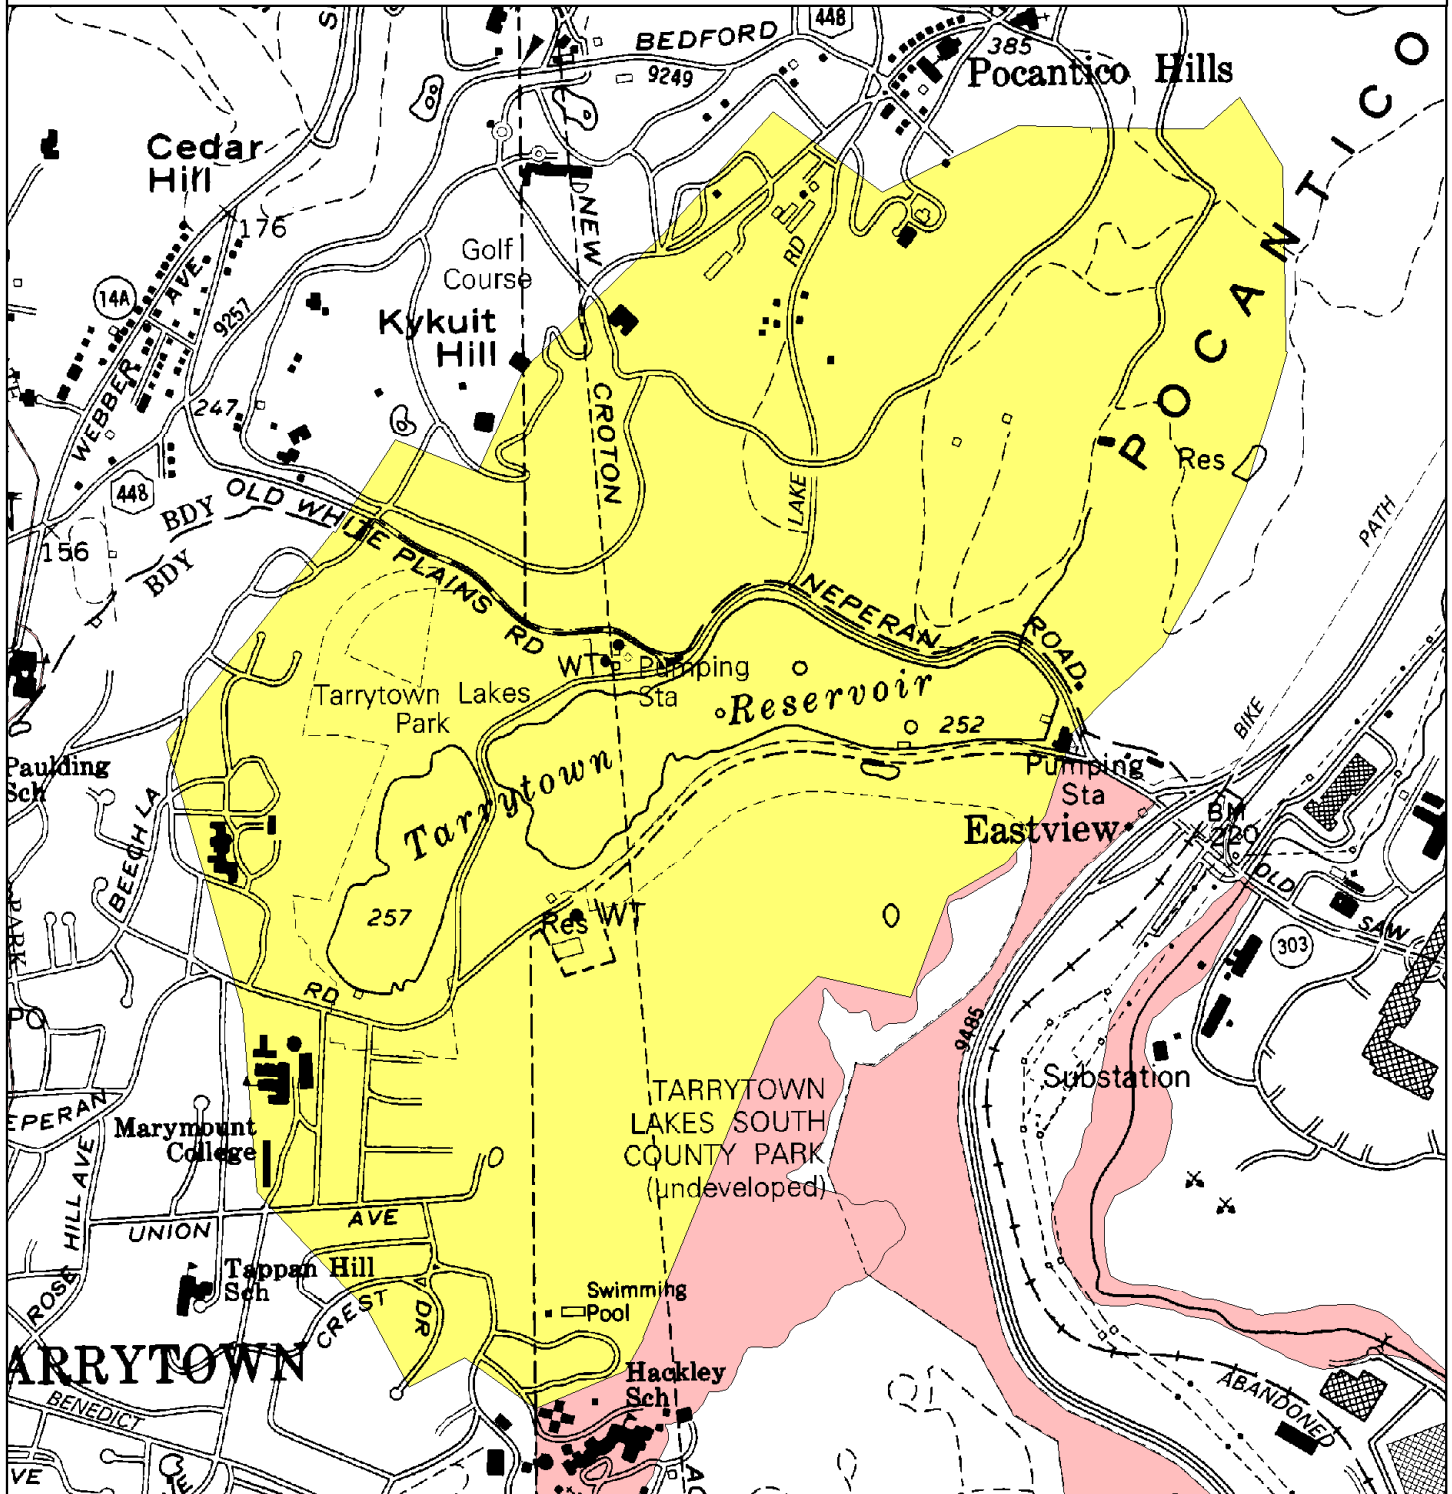 448
BEDFORD
385
9249
Pocantico Hills
Cedar
Hill
176
NEW
Golf
Course
RD
14A
AVE
9257
Kykuit
Hill
POCANTICO
WEBBER
247
CROTON
Res
448
BDY
OLD WHITE PLAINS RD
LAKE
PATH
156
BDY
NEPERAN ROAD
WT
Pumping
Sta
Tarrytown Lakes
Park
Tarrytown Reservoir
252
BIKE
Paulding
Sch
Pumping
Sta
BEECH LA
Eastview
BM
220
OLD
SAW
257
Res WT
PARK
303
RD
PO
9485
Substation
TARRYTOWN
LAKES SOUTH
COUNTY PARK
(undeveloped)
EPERAN
Marymount
College
ROSE HILL AVE
UNION AVE
Tappan Hill
Sch
CREST DR
Swimming
Pool
ARRYTOWN
Hackley
Sch
BENEDICT
ABANDONED
VE